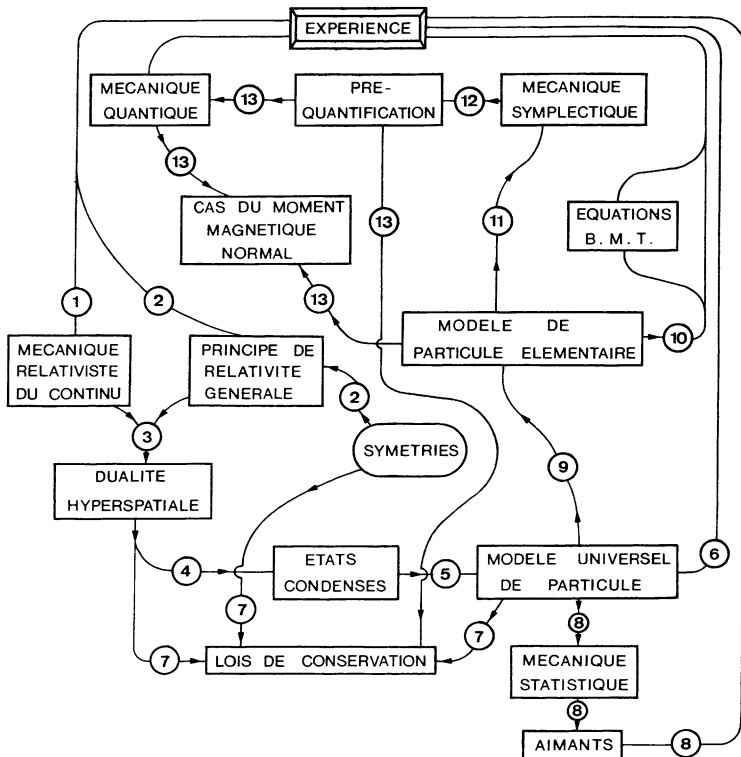 EXPERIENCE
MECANIQUE
QUANTIQUE
13
PRE-
QUANTIFICATION
12
MECANIQUE
SYMPLECTIQUE
13
CAS DU MOMENT
MAGNETIQUE
NORMAL
13
11
EQUATIONS
B. M. T.
1
2
13
MODELE DE
PARTICULE ELEMENTAIRE
10
MECANIQUE
RELATIVISTE
DU CONTINU
PRINCIPE DE
RELATIVITE
GENERALE
2
3
SYMETRIES
9
DUALITE
HYPERSPATIALE
4
ETATS
CONDENSES
5
MODELE UNIVERSEL
DE PARTICULE
6
7
7
8
7
LOIS DE CONSERVATION
MECANIQUE
STATISTIQUE
8
AIMANTS
8